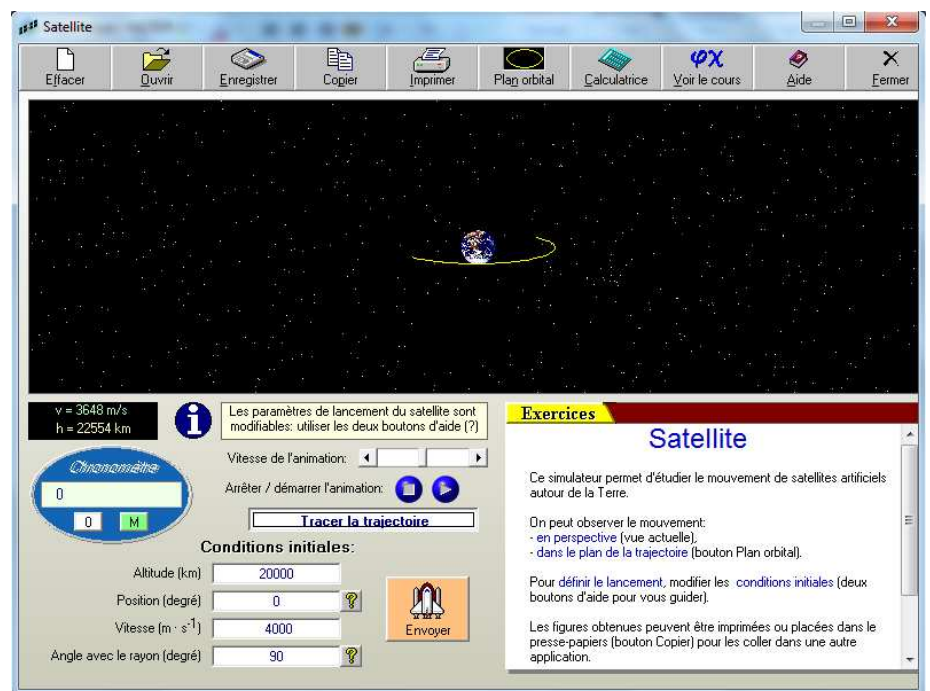 Satellite
Effacer Ouvrir Enregistrer Copier Imprimer Plan orbital Calculatrice Voir le cours Aide Fermer
φχ
v = 3648 m/s
h = 22554 km
Les paramètres de lancement du satellite sont
modifiables: utiliser les deux boutons d'aide (?)
Chronomètre
0
0 M
Vitesse de l'animation:
Arrêter / démarrer l'animation:
Tracer la trajectoire
Conditions initiales:
Altitude (km) 20000
Position (degré) 0 ?
Vitesse (m · s-1) 4000
Angle avec le rayon (degré) 90 ?
Envoyer
Exercices
Satellite
Ce simulateur permet d'étudier le mouvement de satellites artificiels
autour de la Terre.
On peut observer le mouvement:
- en perspective (vue actuelle),
- dans le plan de la trajectoire (bouton Plan orbital).
Pour définir le lancement, modifier les conditions initiales (deux
boutons d'aide pour vous guider).
Les figures obtenues peuvent être imprimées ou placées dans le
presse-papiers (bouton Copier) pour les coller dans une autre
application.